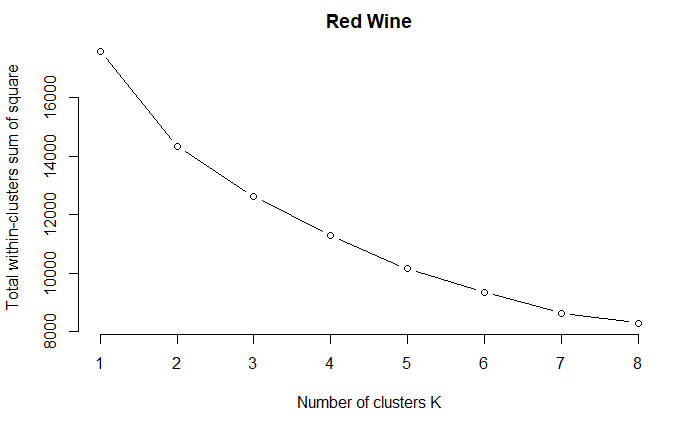 Red Wine
Total within-clusters sum of square
16000
14000
12000
10000
8000
1 2 3 4 5 6 7 8
Number of clusters K